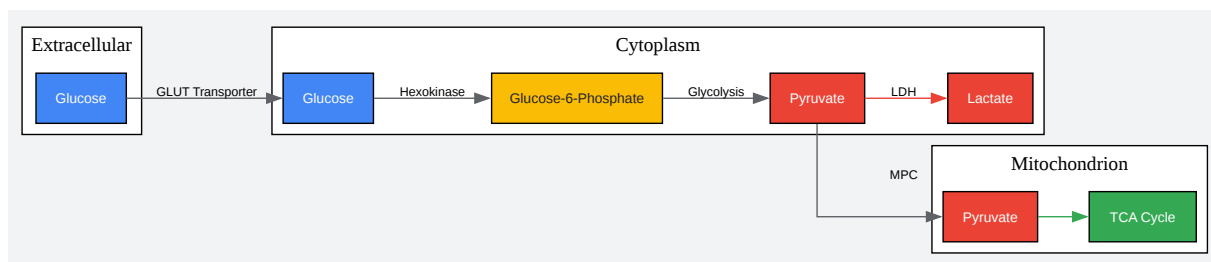 Extracellular
Cytoplasm
Glucose
GLUT Transporter
Glucose
Hexokinase
Glucose-6-Phosphate
Glycolysis
Pyruvate
LDH
Lactate
Mitochondrion
MPC
Pyruvate
TCA Cycle